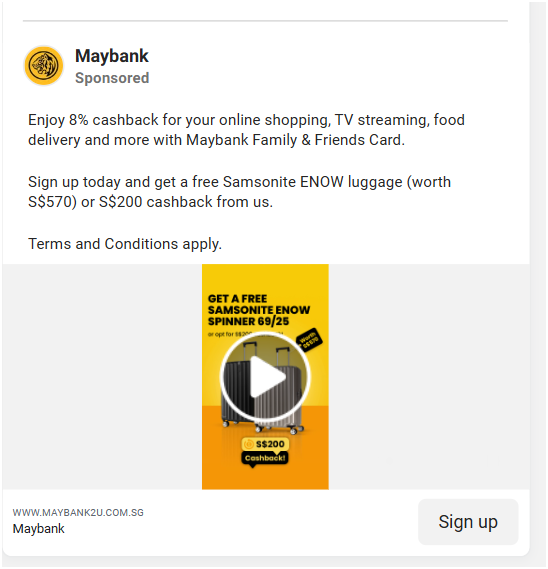 Maybank
Sponsored
Enjoy 8% cashback for your online shopping, TV streaming, food
delivery and more with Maybank Family & Friends Card.
Sign up today and get a free Samsonite ENOW luggage (worth
S$570) or S$200 cashback from us.
Terms and Conditions apply.
GET A FREE
SAMSONITE ENOW
SPINNER 69/25
or opt for
Worth
S$570
S$200
Cashback!
WWW.MAYBANK2U.COM.SG
Maybank
Sign up